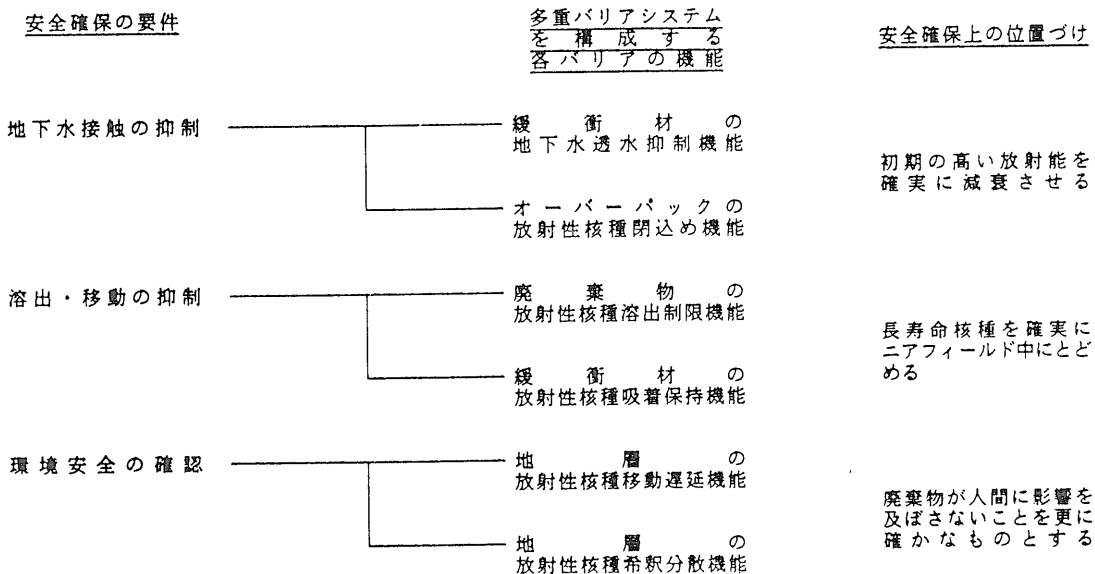 安全確保の要件
多重バリアシステム
を構成する
各バリアの機能
安全確保上の位置づけ
地下水接触の抑制
緩衝材の
地下水透水抑制機能
オーバーパックの
放射性核種閉込め機能
初期の高い放射能を
確実に減衰させる
溶出・移動の抑制
廃棄物の
放射性核種溶出制限機能
緩衝材の
放射性核種吸着保持機能
長寿命核種を確実に
ニアフィールド中にとど
める
環境安全の確認
地層の
放射性核種移動遅延機能
地層の
放射性核種希釈分散機能
廃棄物が人間に影響を
及ぼさないことを更に
確かなものとする